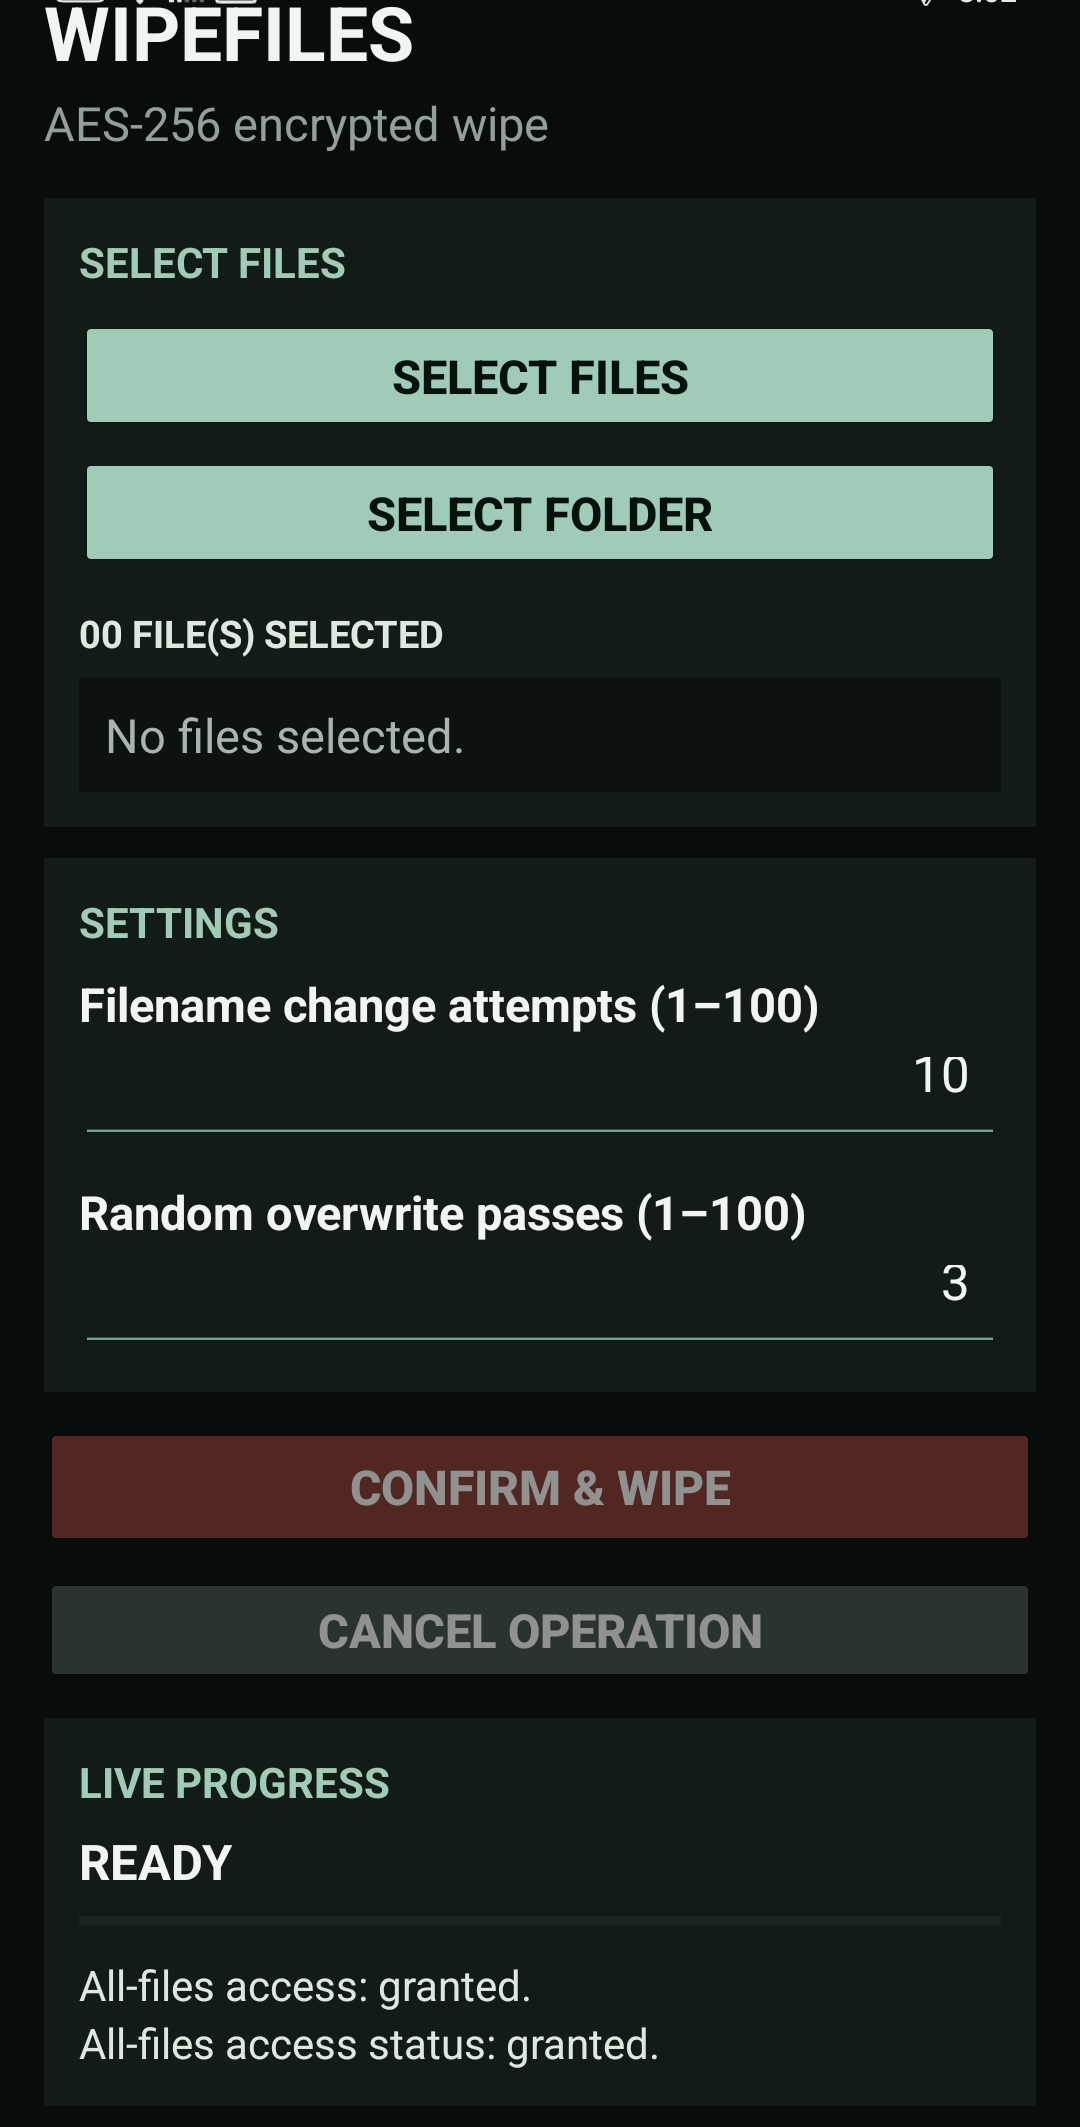 WIPEFILES
AES-256 encrypted wipe
SELECT FILES
SELECT FILES
SELECT FOLDER
00 FILE(S) SELECTED
No files selected.
SETTINGS
Filename change attempts (1–100)
10
Random overwrite passes (1–100)
3
CONFIRM & WIPE
CANCEL OPERATION
LIVE PROGRESS
READY
All-files access: granted.
All-files access status: granted.